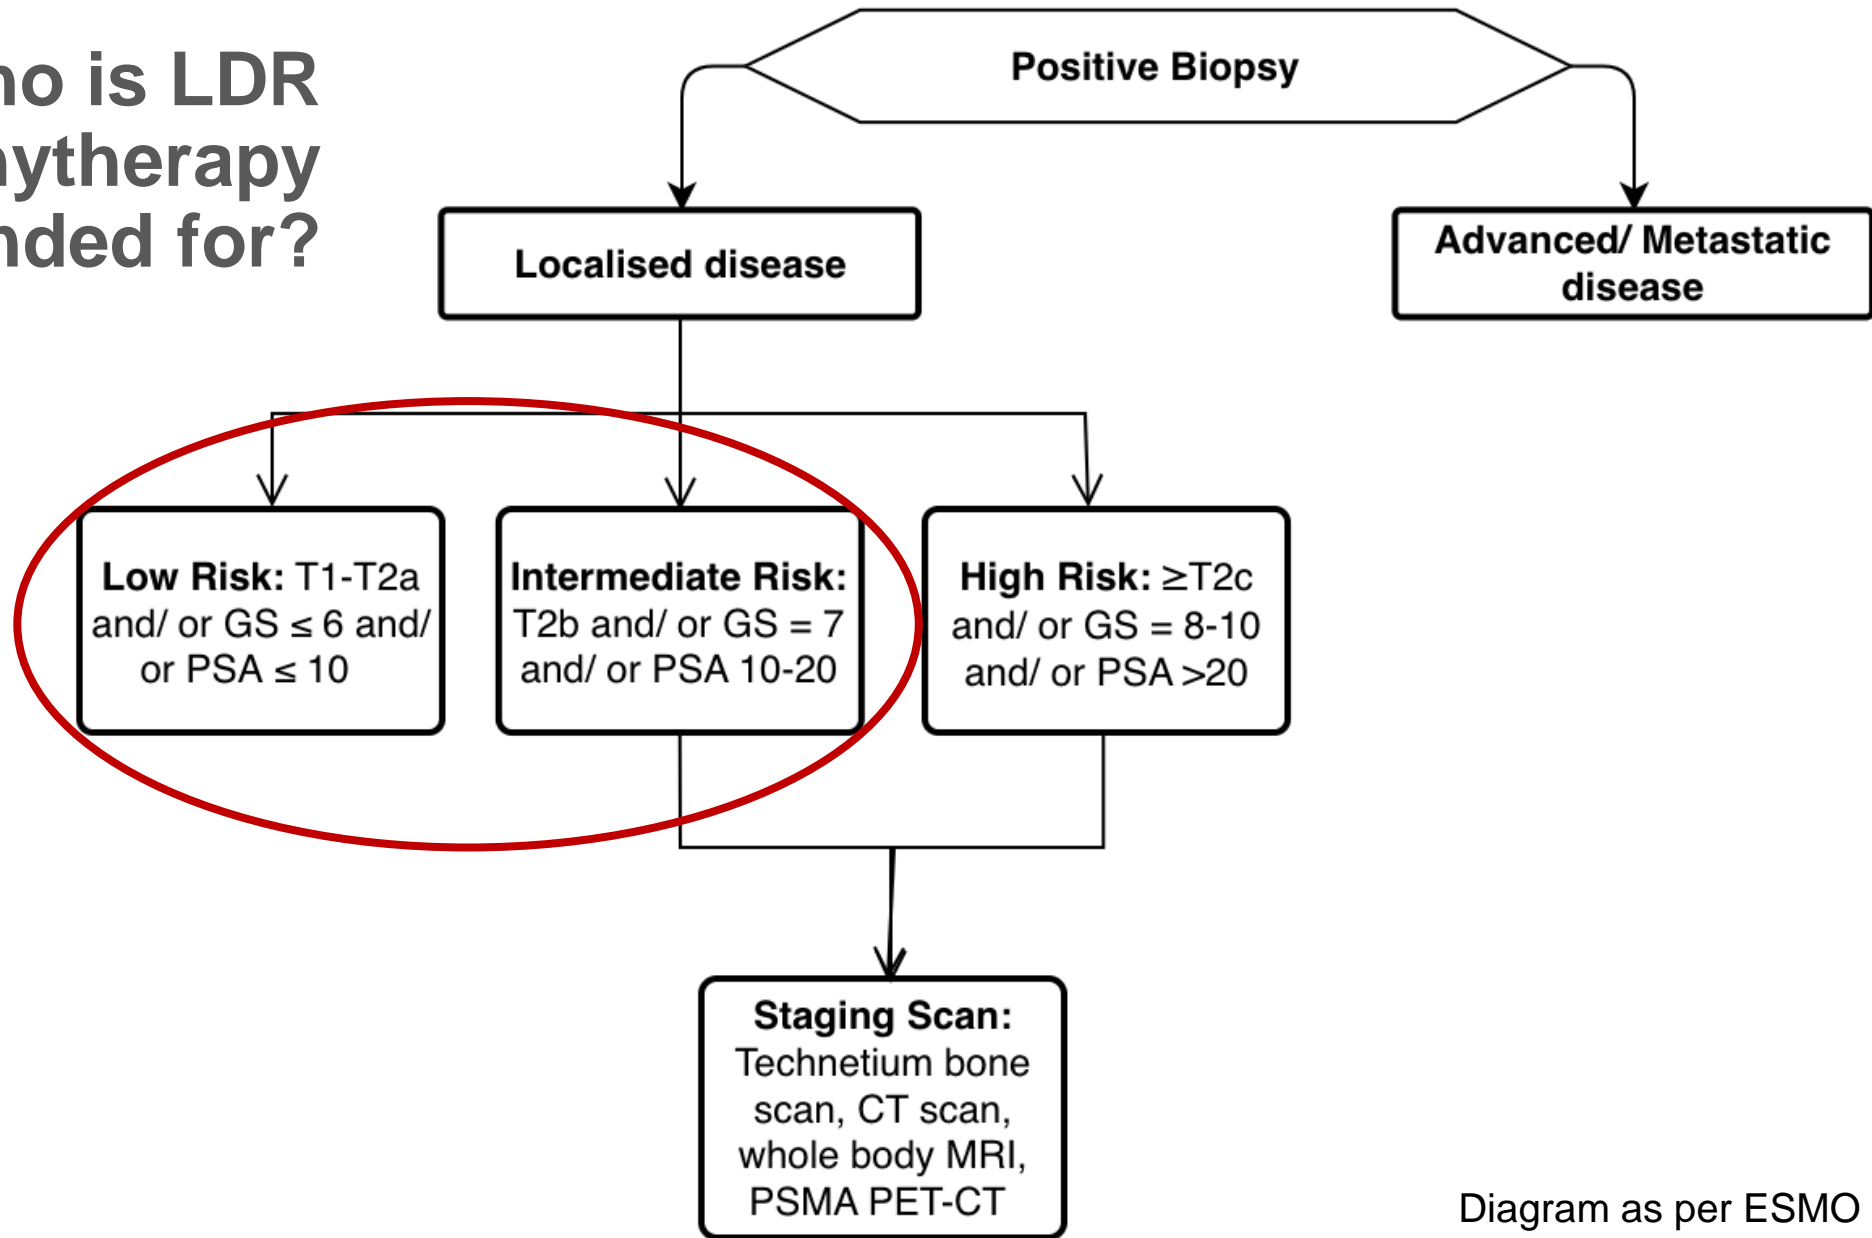 is LDR
for?
Positive Biopsy
Localised disease
Advanced/ Metastatic
disease
Low Risk: T1-T2a
and/ or GS ≤ 6 and/
or PSA ≤ 10
Intermediate Risk:
T2b and/ or GS = 7
and/ or PSA 10-20
High Risk: ≥T2c
and/ or GS = 8-10
and/ or PSA >20
Staging Scan:
Technetium bone
scan, CT scan,
whole body MRI,
PSMA PET-CT
Diagram as per ESMO